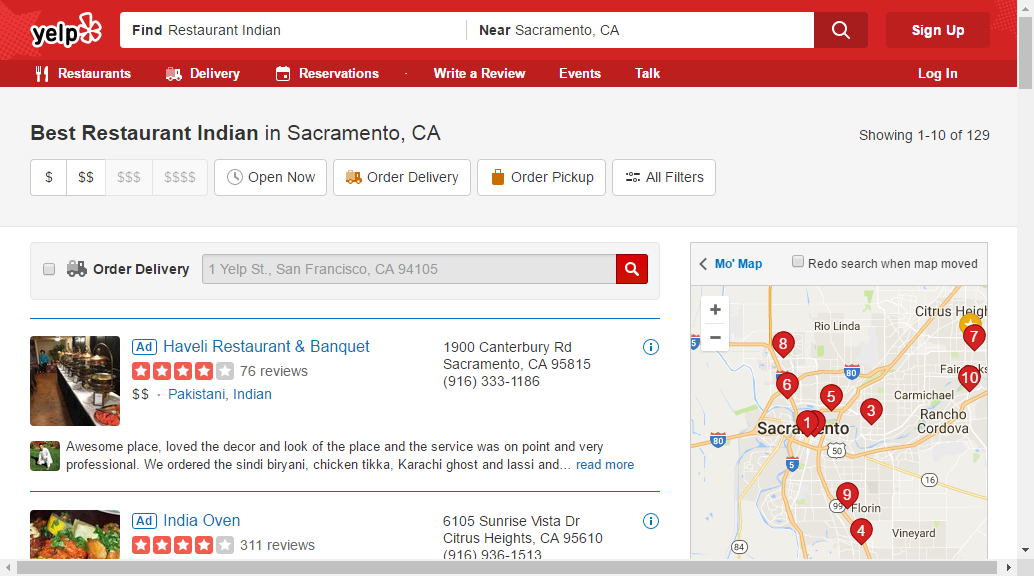 yelp
Find Restaurant Indian
Near Sacramento, CA
Sign Up
Restaurants
Delivery
Reservations
Write a Review
Events
Talk
Log In
Best Restaurant Indian in Sacramento, CA
Showing 1-10 of 129
$
$$
$$$
$$$$
Open Now
Order Delivery
Order Pickup
All Filters
Order Delivery
1 Yelp St., San Francisco, CA 94105
Ad Haveli Restaurant & Banquet
76 reviews
$$ · Pakistani, Indian
1900 Canterbury Rd
Sacramento, CA 95815
(916) 333-1186
Awesome place, loved the decor and look of the place and the service was on point and very
professional. We ordered the sindi biryani, chicken tikka, Karachi ghost and lassi and... read more
Ad India Oven
311 reviews
6105 Sunrise Vista Dr
Citrus Heights, CA 95610
(916) 936-1513
Mo' Map
Redo search when map moved
+
−
Citrus Heigh
Rio Linda
5
8
7
80
Fair ks
6
10
5
Carmichael
3
Rancho
Cordova
1
Sacra nto
80
50
5
16
9
99
Florin
4
Vineyard
84